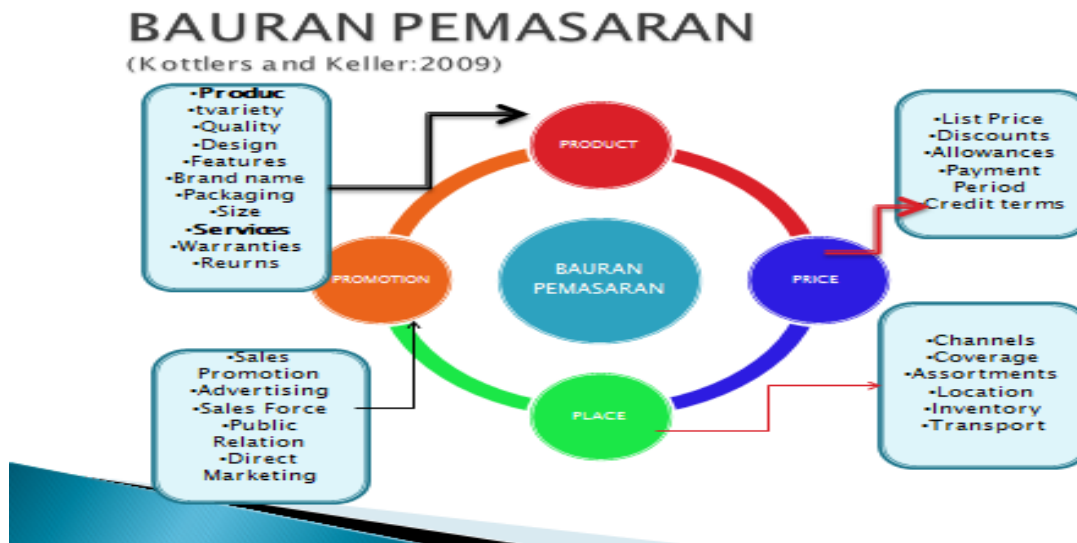 BAURAN PEMASARAN
(Kottlers and Keller:2009)
•Produc
•tvariety
•Quality
•Design
•Features
•Brand name
•Packaging
•Size
•Services
•Warranties
•Reurns
PRODUCT
•List Price
•Discounts
•Allowances
•Payment
Period
Credit terms
PROMOTION
BAURAN
PEMASARAN
PRICE
•Sales
Promotion
•Advertising
•Sales Force
•Public
Relation
•Direct
Marketing
PLACE
•Channels
•Coverage
•Assortments
•Location
•Inventory
•Transport